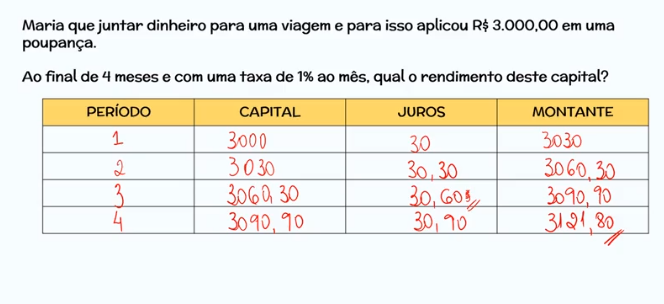 Maria que juntar dinheiro para uma viagem e para isso aplicou R$ 3.000,00 em uma
poupança.
Ao final de 4 meses e com uma taxa de 1% ao mês, qual o rendimento deste capital?
PERÍODO CAPITAL JUROS MONTANTE
1 3000 30 3030
2 3030 30,30 3060,30
3 3060,30 30,603 3090,90
4 3090,90 30,90 3121,80